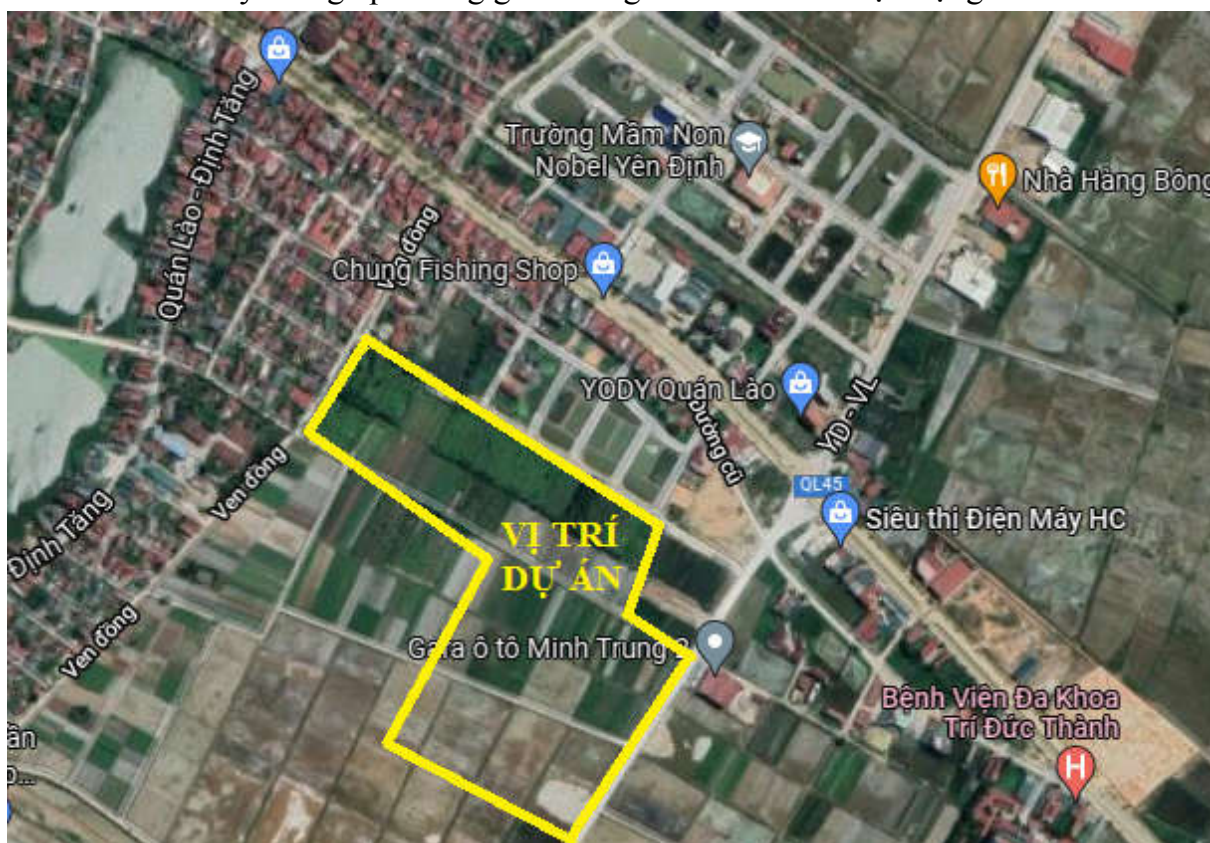 Quán Lào - Định Tăng
Trường Mầm Non
Nobel Yên Định
Nhà Hàng Bông
Ven đồng
Chung Fishing Shop
YODY Quán Lào
YD - VL
Đường cũ
QL45
Siêu thị Điện Máy HC
Ven đồng
Định Tăng
VỊ TRÍ
DỰ ÁN
Ven đồng
Gara ô tô Minh Trung 2
Bệnh Viện Đa Khoa
Trí Đức Thành
H